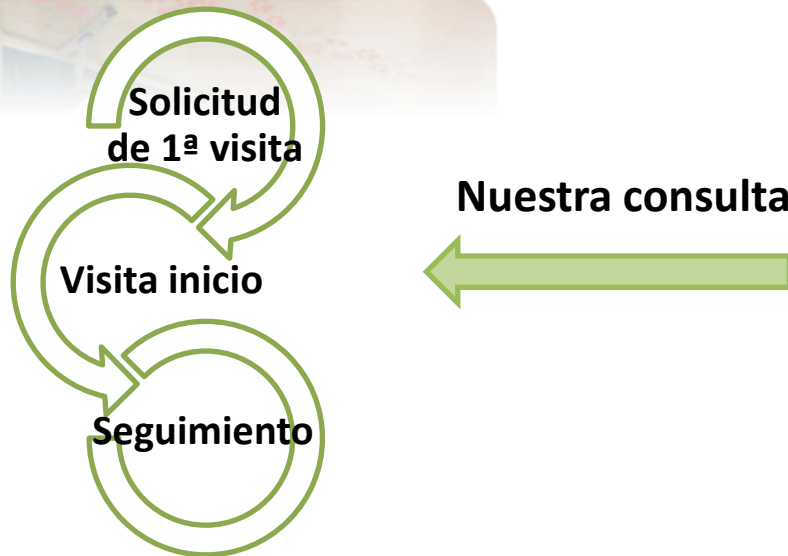 Solicitud
de 1ª visita
Nuestra consulta
Visita inicio
Seguimiento